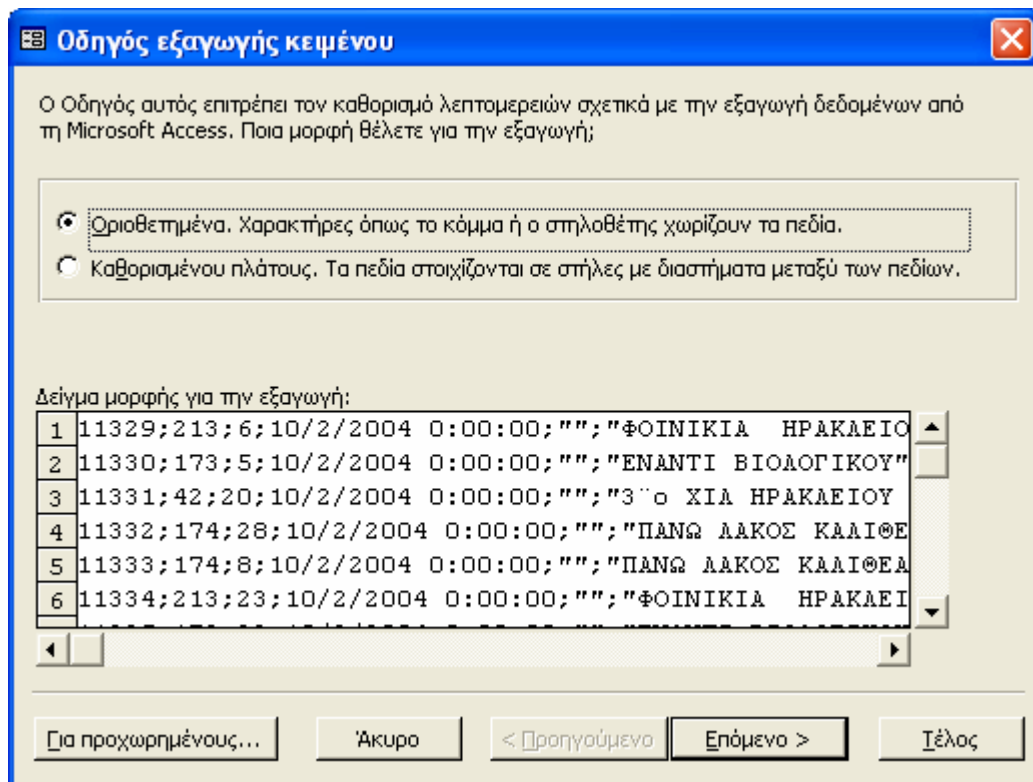 Οδηγός εξαγωγής κειμένου
Ο Οδηγός αυτός επιτρέπει τον καθορισμό λεπτομερειών σχετικά με την εξαγωγή δεδομένων από
τη Microsoft Access. Ποια μορφή θέλετε για την εξαγωγή;
Οριοθετημένα. Χαρακτήρες όπως το κόμμα ή ο στηλοθέτης χωρίζουν τα πεδία.
Καθορισμένου πλάτους. Τα πεδία στοιχίζονται σε στήλες με διαστήματα μεταξύ των πεδίων.
Δείγμα μορφής για την εξαγωγή:
1 11329;213;6;10/2/2004 0:00:00;"";"ΦΟΙΝΙΚΙΑ  ΗΡΑΚΛΕΙΟ
2 11330;173;5;10/2/2004 0:00:00;"";"ΕΝΑΝΤΙ ΒΙΟΛΟΓΙΚΟΥ"
3 11331;42;20;10/2/2004 0:00:00;"";"3¨ο ΧΙΛ ΗΡΑΚΛΕΙΟΥ
4 11332;174;28;10/2/2004 0:00:00;"";"ΠΑΝΩ ΛΑΚΟΣ ΚΑΛΙΘΕ
5 11333;174;8;10/2/2004 0:00:00;"";"ΠΑΝΩ ΛΑΚΟΣ ΚΑΛΙΘΕΑ
6 11334;213;23;10/2/2004 0:00:00;"";"ΦΟΙΝΙΚΙΑ  ΗΡΑΚΛΕΙ
Για προχωρημένους... Άκυρο < Προηγούμενο Επόμενο > Τέλος